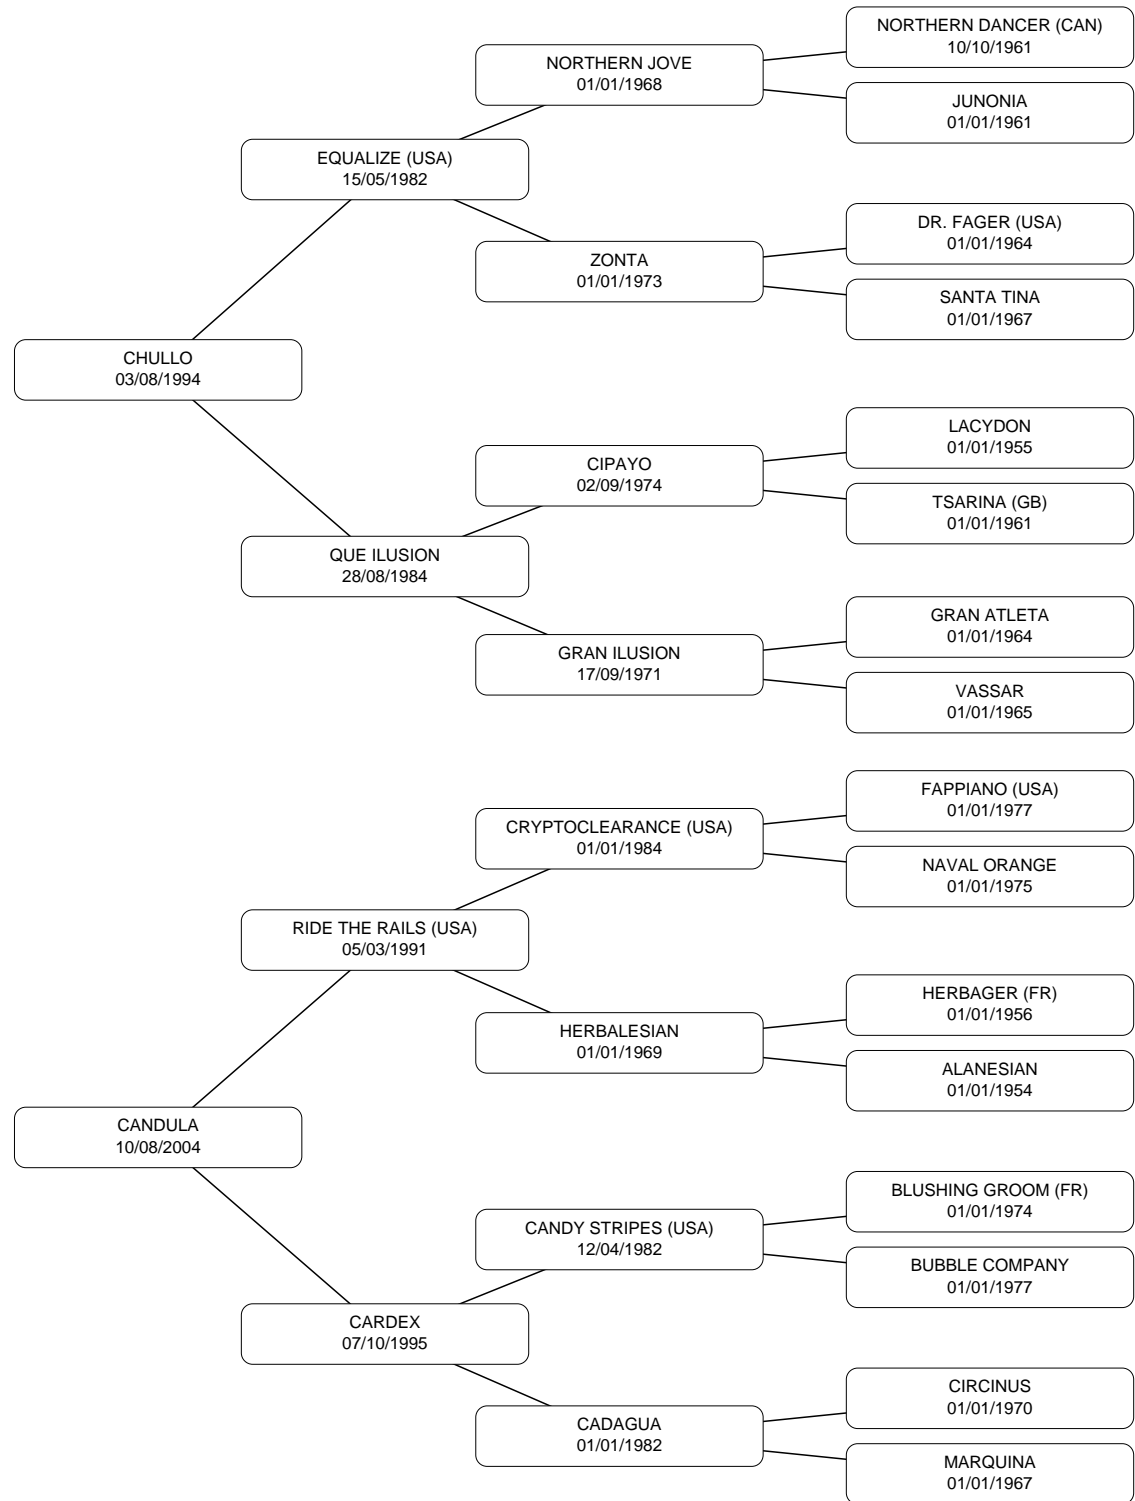 NORTHERN DANCER (CAN)
10/10/1961
NORTHERN JOVE
01/01/1968
JUNONIA
01/01/1961
EQUALIZE (USA)
15/05/1982
DR. FAGER (USA)
01/01/1964
ZONTA
01/01/1973
SANTA TINA
01/01/1967
CHULLO
03/08/1994
LACYDON
01/01/1955
CIPAYO
02/09/1974
TSARINA (GB)
01/01/1961
QUE ILUSION
28/08/1984
GRAN ATLETA
01/01/1964
GRAN ILUSION
17/09/1971
VASSAR
01/01/1965
FAPPIANO (USA)
01/01/1977
CRYPTOCLEARANCE (USA)
01/01/1984
NAVAL ORANGE
01/01/1975
RIDE THE RAILS (USA)
05/03/1991
HERBAGER (FR)
01/01/1956
HERBALESIAN
01/01/1969
ALANESIAN
01/01/1954
CANDULA
10/08/2004
BLUSHING GROOM (FR)
01/01/1974
CANDY STRIPES (USA)
12/04/1982
BUBBLE COMPANY
01/01/1977
CARDEX
07/10/1995
CIRCINUS
01/01/1970
CADAGUA
01/01/1982
MARQUINA
01/01/1967